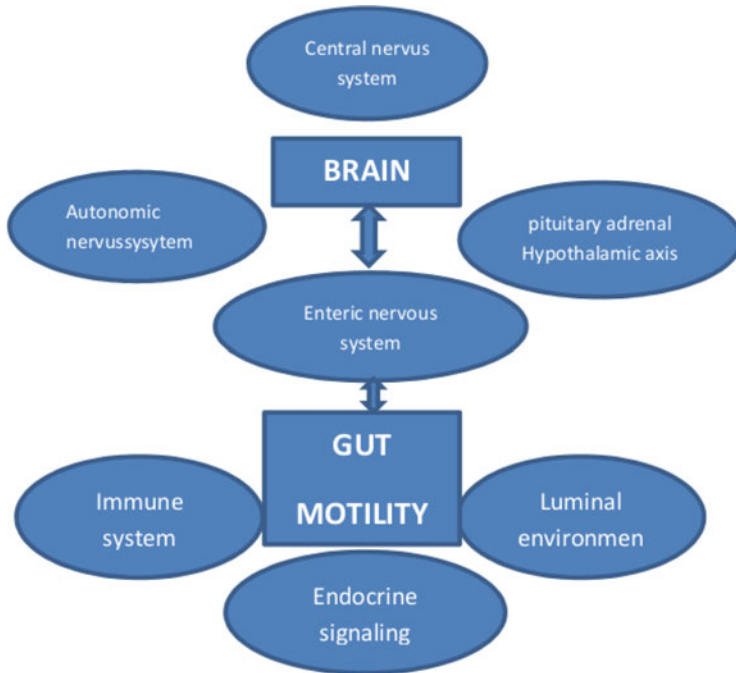 Central nervus
system
BRAIN
Autonomic
nervussysytem
pituitary adrenal
Hypothalamic axis
Enteric nervous
system
GUT
MOTILITY
Immune
system
Luminal
environmen
Endocrine
signaling